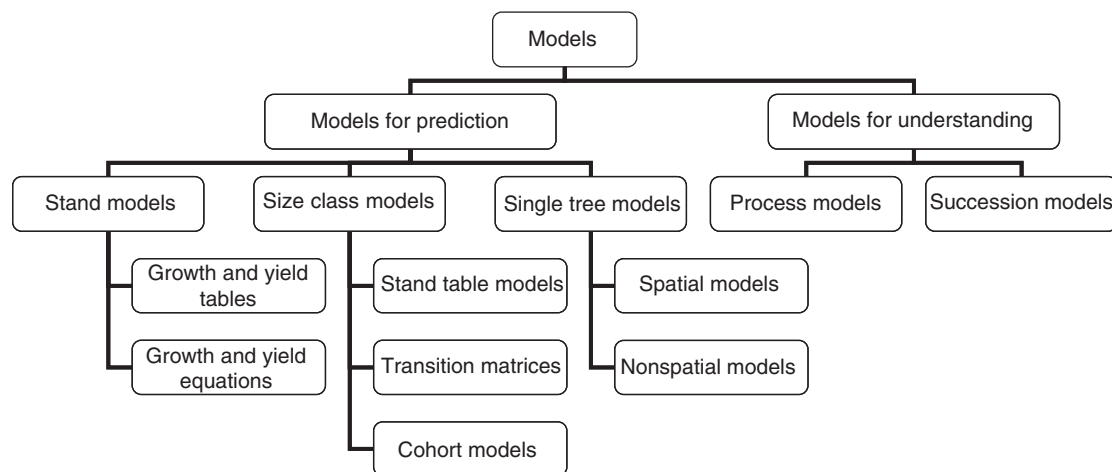 Models
Models for prediction
Models for understanding
Stand models
Size class models
Single tree models
Process models
Succession models
Growth and yield
tables
Stand table models
Spatial models
Growth and yield
equations
Transition matrices
Nonspatial models
Cohort models